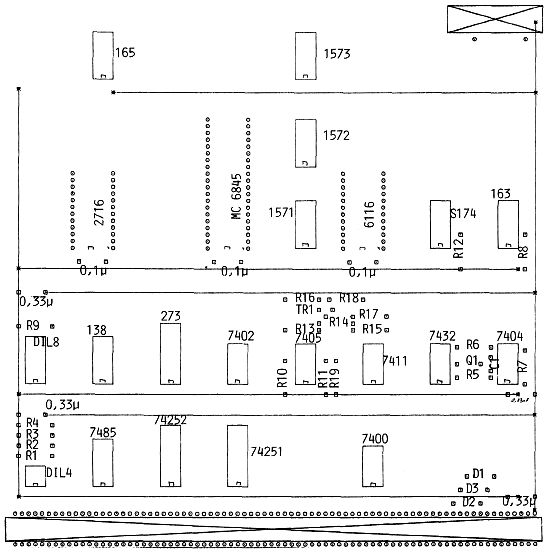 165
1573
1572
2716
MC 6845
1571
6116
S174
163
R12
R8
0,1µ
0,1µ
0,1µ
0,33µ
R16
R18
TR1
R17
R14
R13
R15
R9
DIL8
138
273
7402
7405
7411
7432
R6
Q1
R5
C1
7404
R7
R10
R11
R19
0,33µ
R4
R3
R2
R1
DIL4
7485
74252
74251
7400
D1
D3
D2
0,33µ